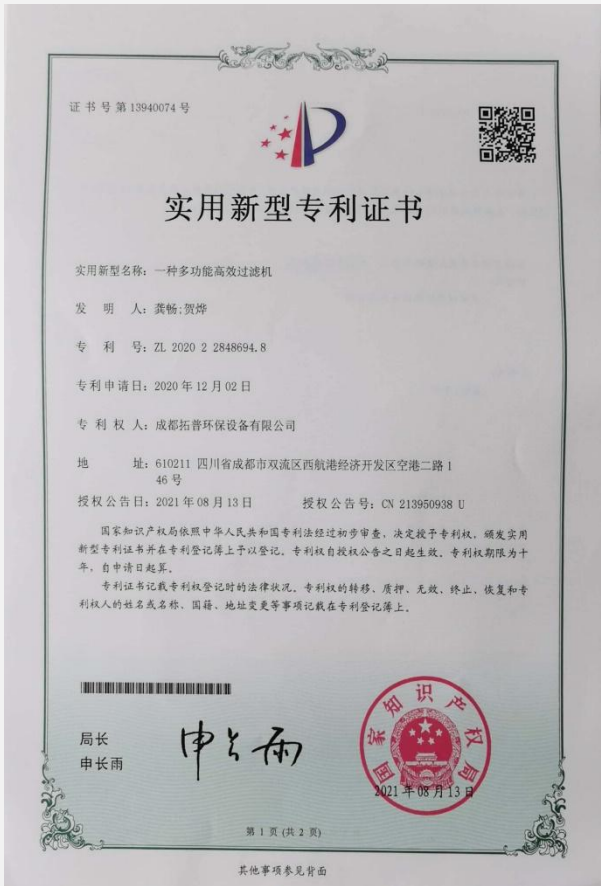 证书号第13940074号
实用新型专利证书
实用新型名称：一种多功能高效过滤机
发明人：龚畅;贺烨
专利号：ZL 2020 2 2848694.8
专利申请日：2020年12月02日
专利权人：成都拓普环保设备有限公司
地址：610211 四川省成都市双流区西航港经济开发区空港二路1
46号
授权公告日：2021年08月13日 授权公告号：CN 213950938 U
国家知识产权局依照中华人民共和国专利法经过初步审查，决定授予专利权，颁发实用
新型专利证书并在专利登记簿上予以登记。专利权自授权公告之日起生效。专利权期限为十
年，自申请日起算。
专利证书记载专利权登记时的法律状况。专利权的转移、质押、无效、终止、恢复和专
利权人的姓名或名称、国籍、地址变更等事项记载在专利登记簿上。
局长
申长雨
申长雨
国家知识产权局
2021年08月13日
第1页(共2页)
其他事项参见背面